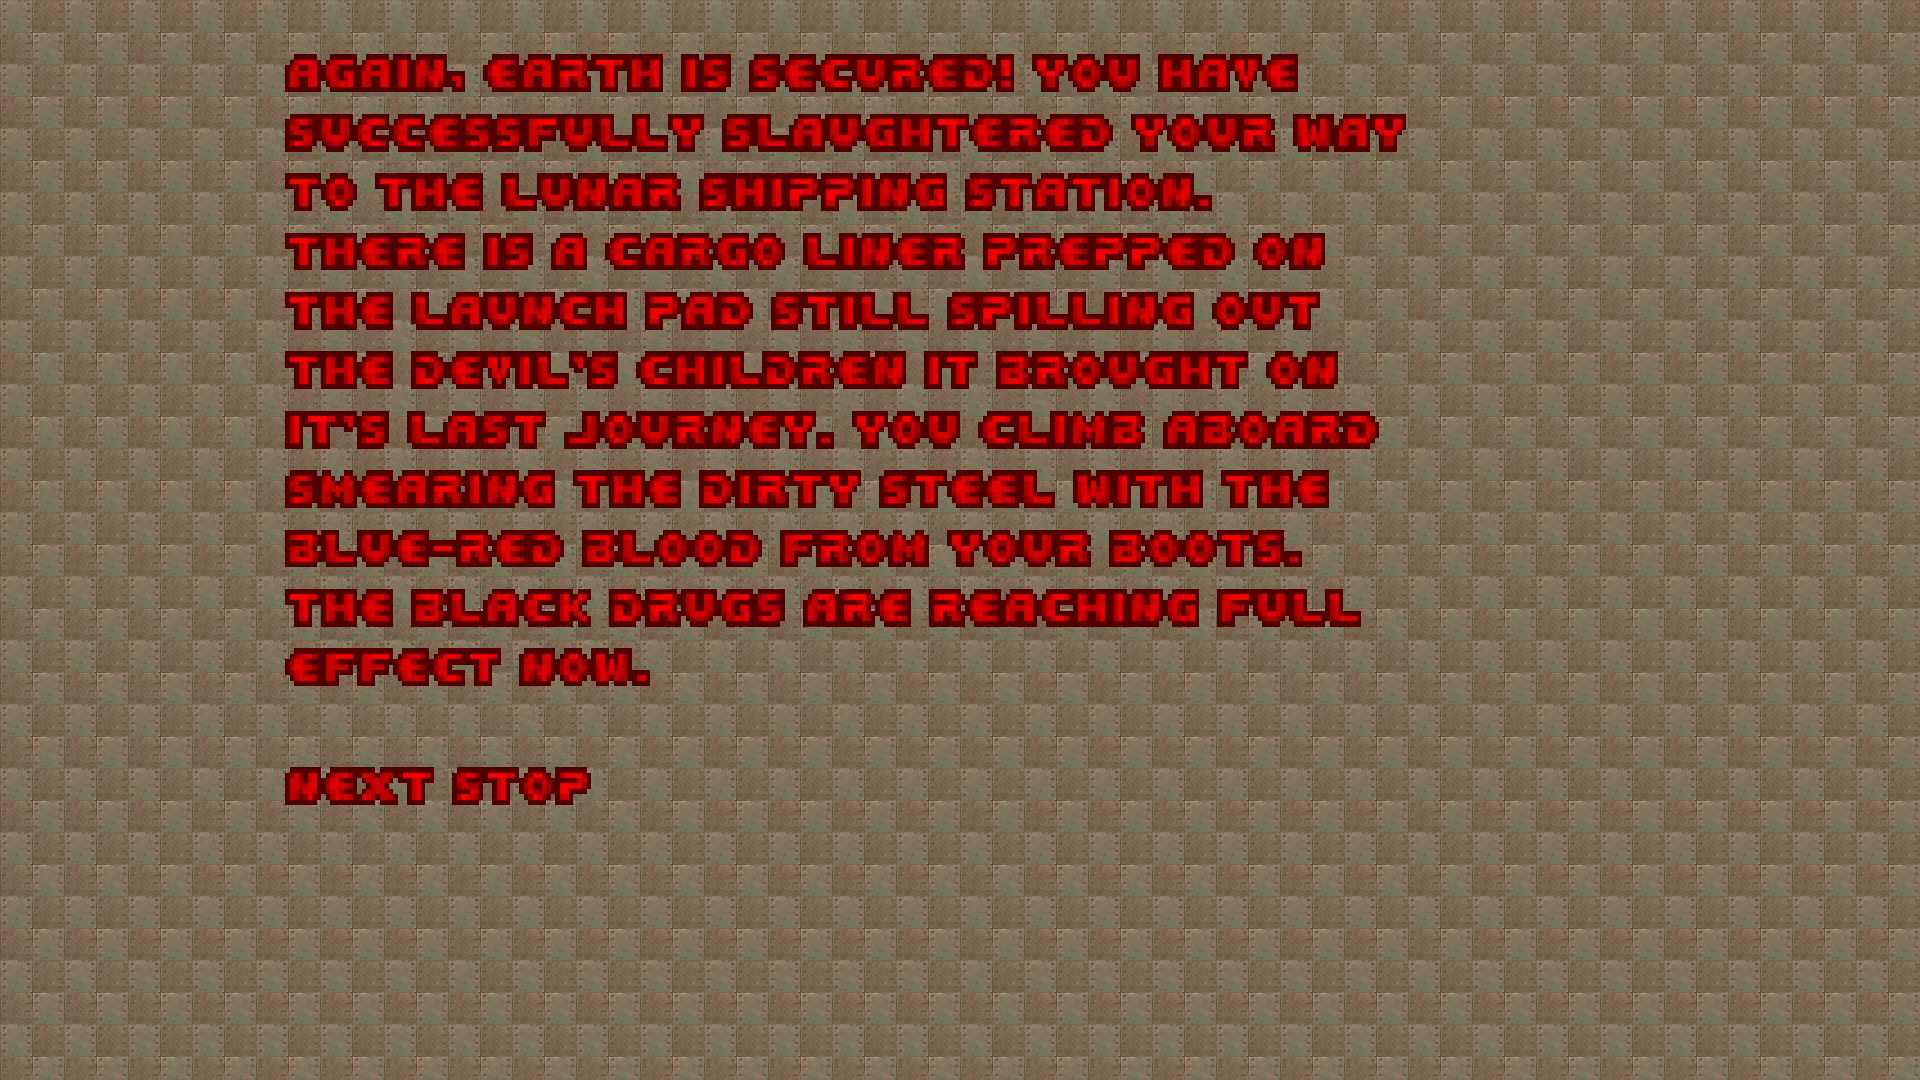 AGAIN, EARTH IS SECURED! YOU HAVE
SUCCESSFULLY SLAUGHTERED YOUR WAY
TO THE LUNAR SHIPPING STATION.
THERE IS A CARGO LINER PREPPED ON
THE LAUNCH PAD STILL SPILLING OUT
THE DEVIL'S CHILDREN IT BROUGHT ON
IT'S LAST JOURNEY. YOU CLIMB ABOARD
SMEARING THE DIRTY STEEL WITH THE
BLUE-RED BLOOD FROM YOUR BOOTS.
THE BLACK DRUGS ARE REACHING FULL
EFFECT NOW.
NEXT STOP